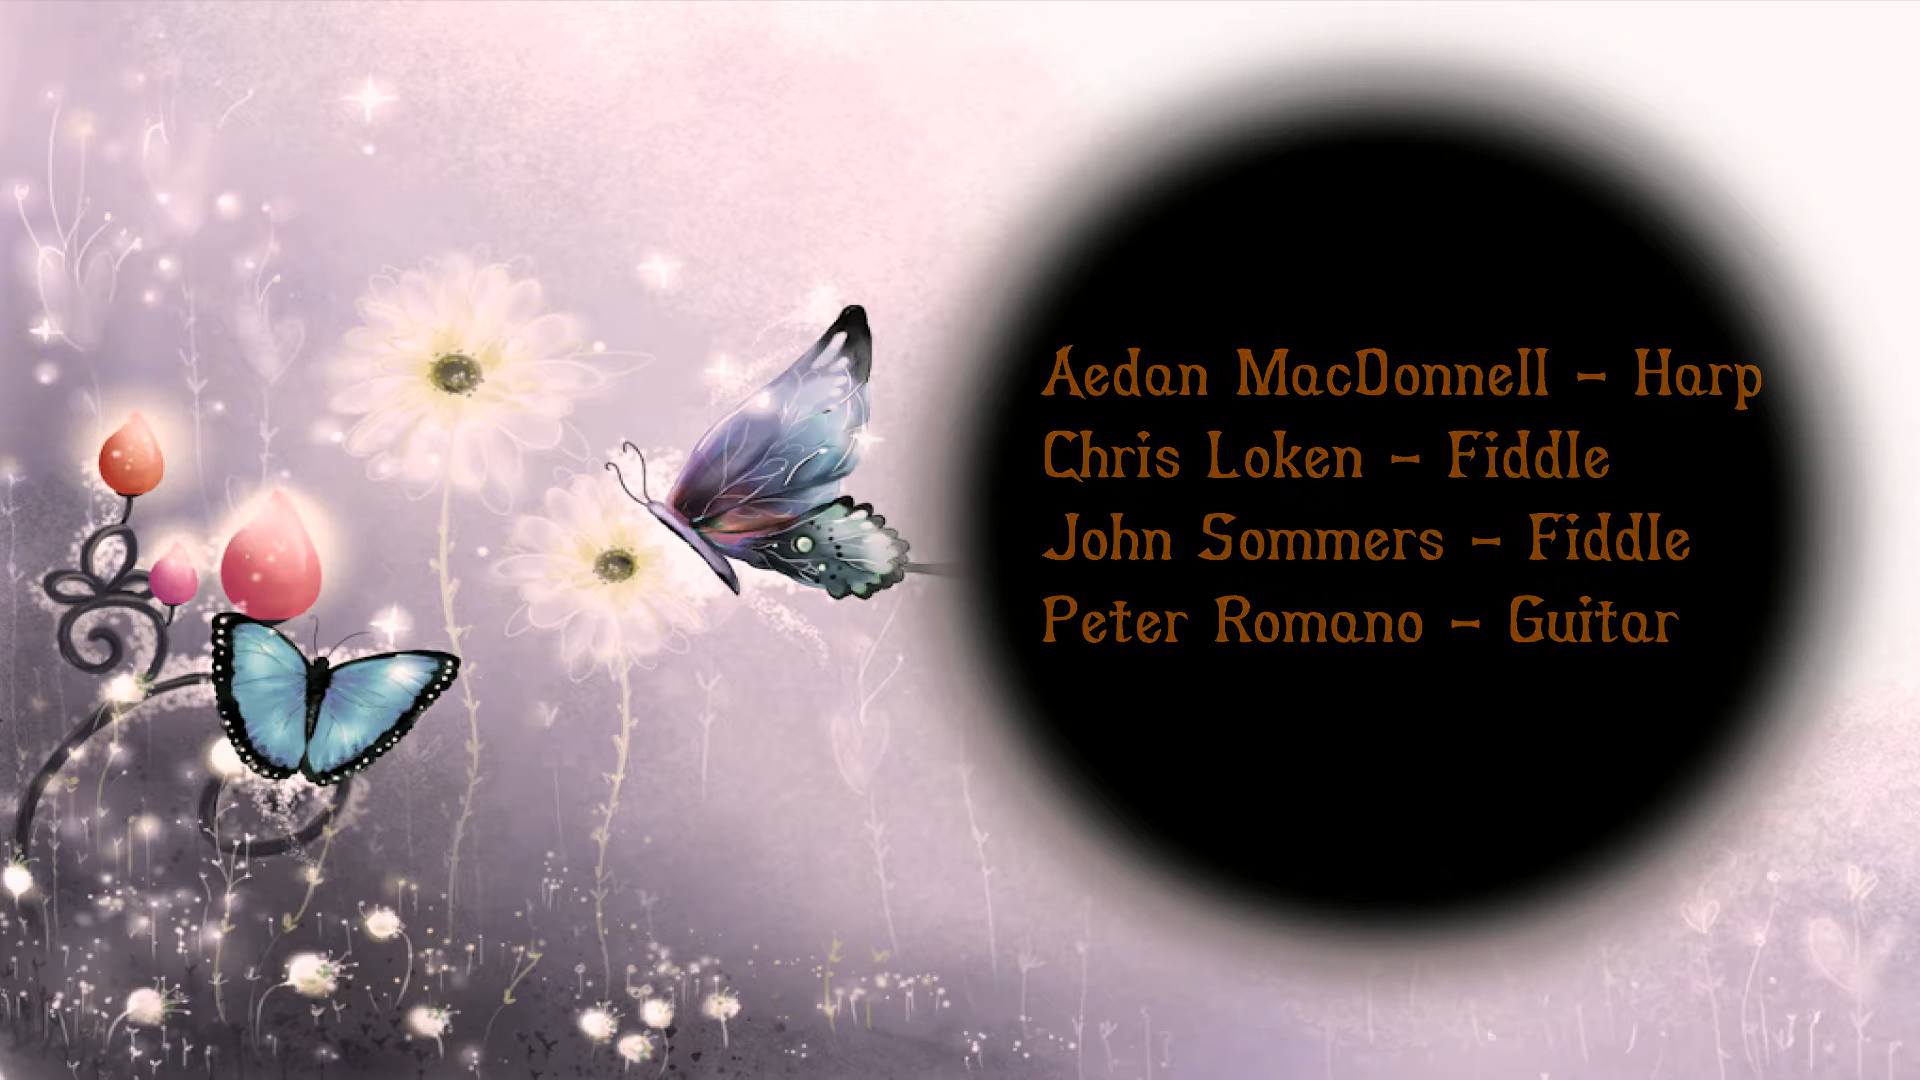 Aedan MacDonnell – Harp
Chris Loken – Fiddle
John Sommers – Fiddle
Peter Romano – Guitar